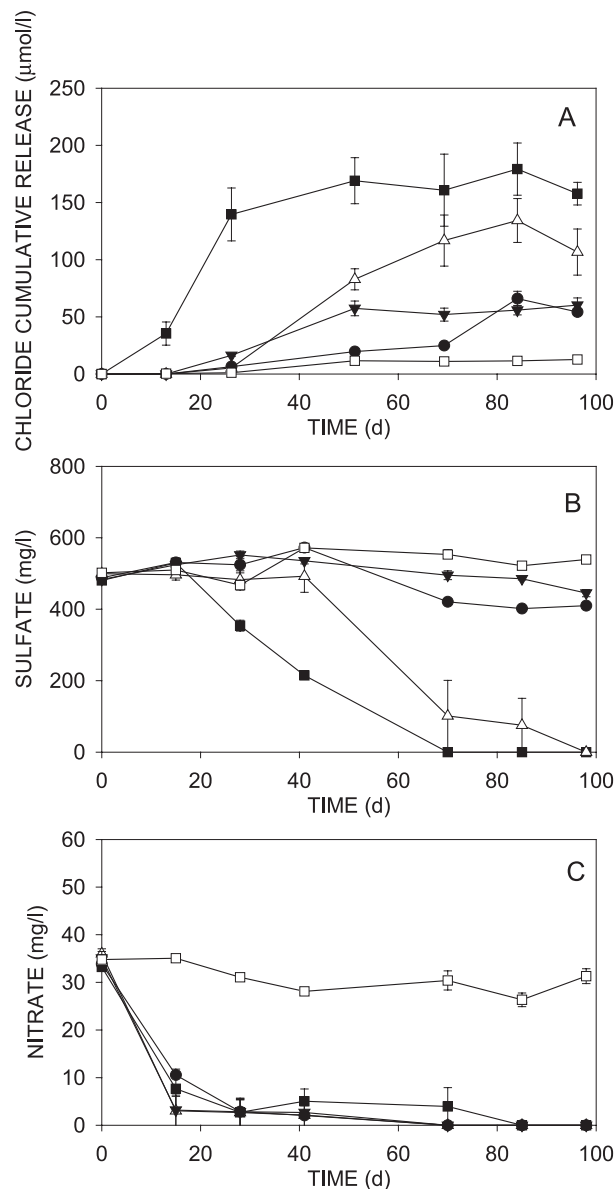 CHLORIDE CUMULATIVE RELEASE (μmol/l)
250
200
150
100
50
0
A
0 20 40 60 80 100
TIME (d)
SULFATE (mg/l)
800
600
400
200
0
B
0 20 40 60 80 100
TIME (d)
NITRATE (mg/l)
60
50
40
30
20
10
0
C
0 20 40 60 80 100
TIME (d)